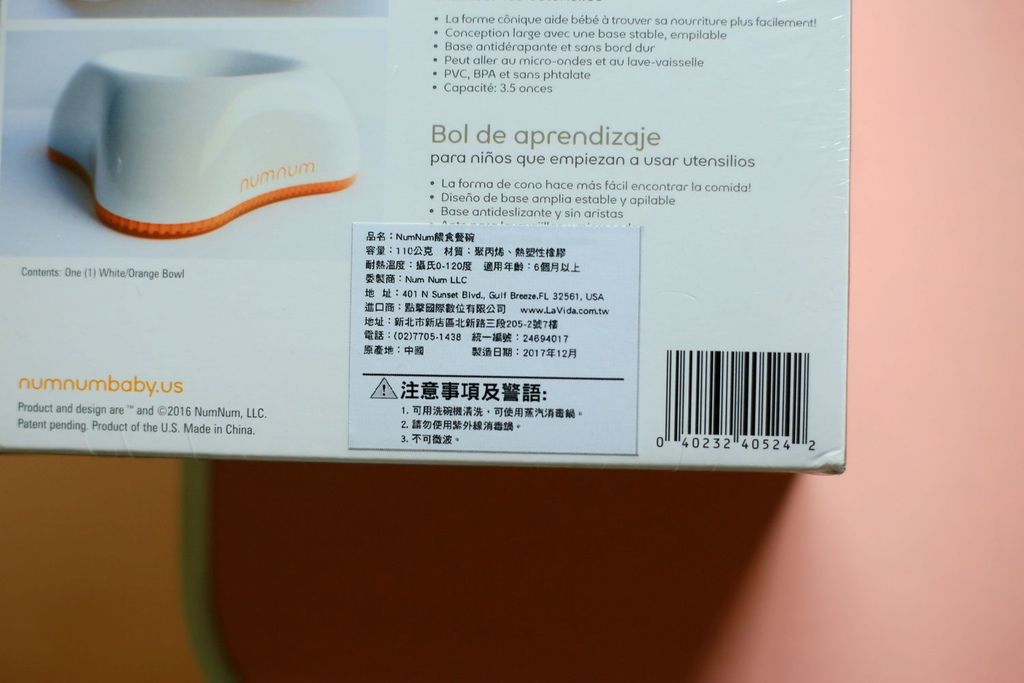 • La forme cônique aide bébé à trouver sa nourriture plus facilement!
• Conception large avec une base stable, empilable
• Base antidérapante et sans bord dur
• Peut aller au micro-ondes et au lave-vaisselle
• PVC, BPA et sans phtalate
• Capacité: 3.5 onces
numnum
Bol de aprendizaje
para niños que empiezan a usar utensilios
• La forma de cono hace más fácil encontrar la comida!
• Diseño de base amplia estable y apilable
• Base antideslizante y sin aristas
Contents: One (1) White/Orange Bowl
numnumbaby.us
Product and design are ™ and ©2016 NumNum, LLC.
Patent pending. Product of the U.S. Made in China.
品名：NumNum餵食餐碗
容量：110公克 材質：聚丙烯、熱塑性橡膠
耐熱溫度：攝氏0-120度 適用年齡：6個月以上
委製商：Num Num LLC
地 址：401 N Sunset Blvd., Gulf Breeze.FL 32561, USA
進口商：點擊國際數位有限公司 www.LaVida.com.tw
地址：新北市新店區北新路三段205-2號7樓
電話：(02)7705-1438 統一編號：24694017
原產地：中國 製造日期：2017年12月
注意事項及警語:
1. 可用洗碗機清洗，可使用蒸汽消毒鍋。
2. 請勿使用紫外線消毒鍋。
3. 不可微波。
0 40232 40524 2